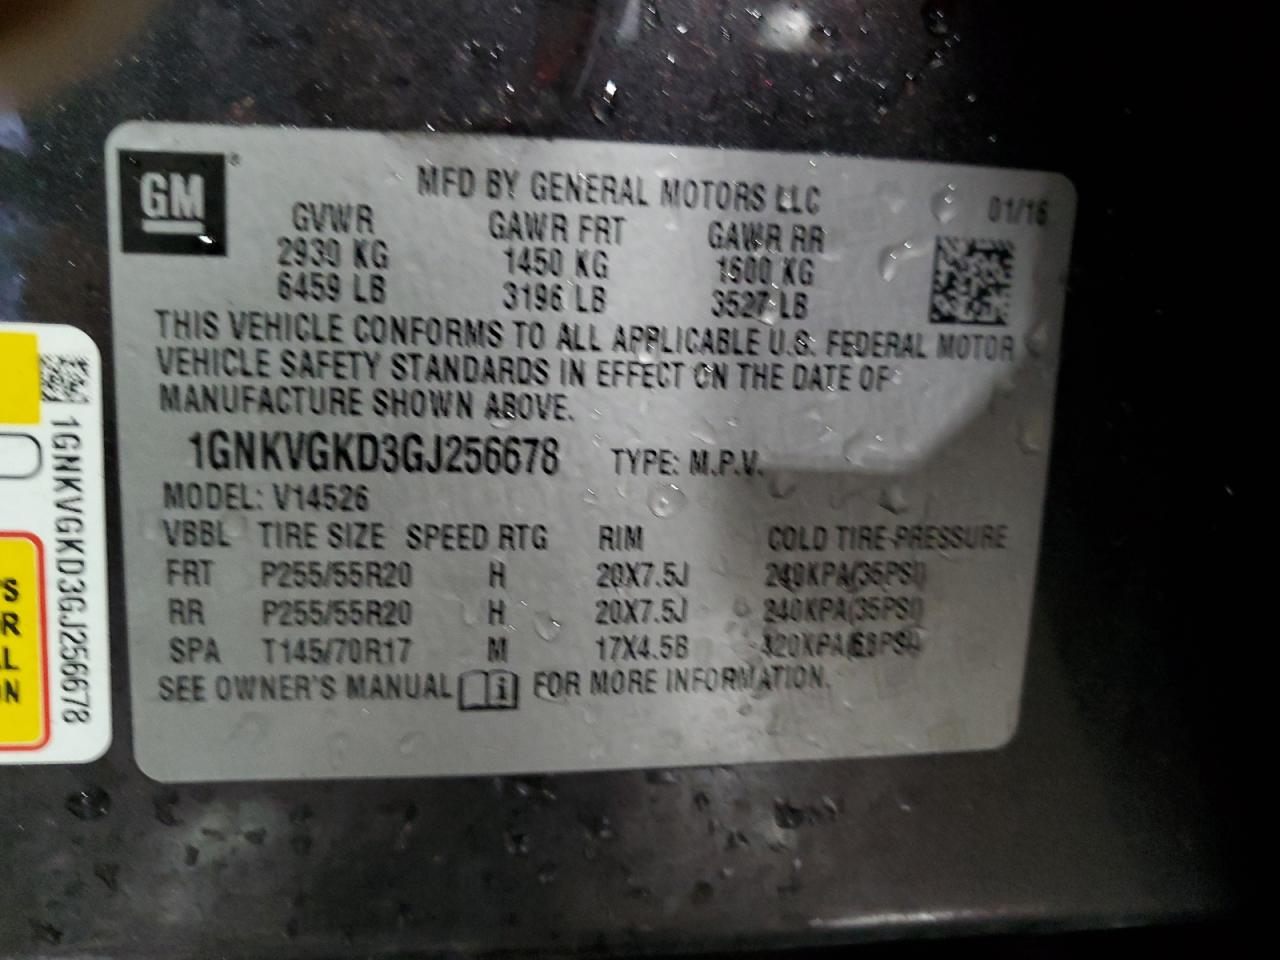 GM
®
MFD BY GENERAL MOTORS LLC
01/16
GVWR GAWR FRT GAWR RR
2930 KG 1450 KG 1600 KG
6459 LB 3196 LB 3527 LB
THIS VEHICLE CONFORMS TO ALL APPLICABLE U.S. FEDERAL MOTOR
VEHICLE SAFETY STANDARDS IN EFFECT ON THE DATE OF
MANUFACTURE SHOWN ABOVE.
1GNKVGKD3GJ256678 TYPE: M.P.V.
MODEL: V14526
VBBL TIRE SIZE SPEED RTG RIM COLD TIRE PRESSURE
FRT P255/55R20 H 20X7.5J 240KPA(35PSI)
RR P255/55R20 H 20X7.5J 240KPA(35PSI)
SPA T145/70R17 M 17X4.5B 420KPA(60PSI)
SEE OWNER'S MANUAL FOR MORE INFORMATION.
1GNKVGKD3GJ256678
PS
R
L
N